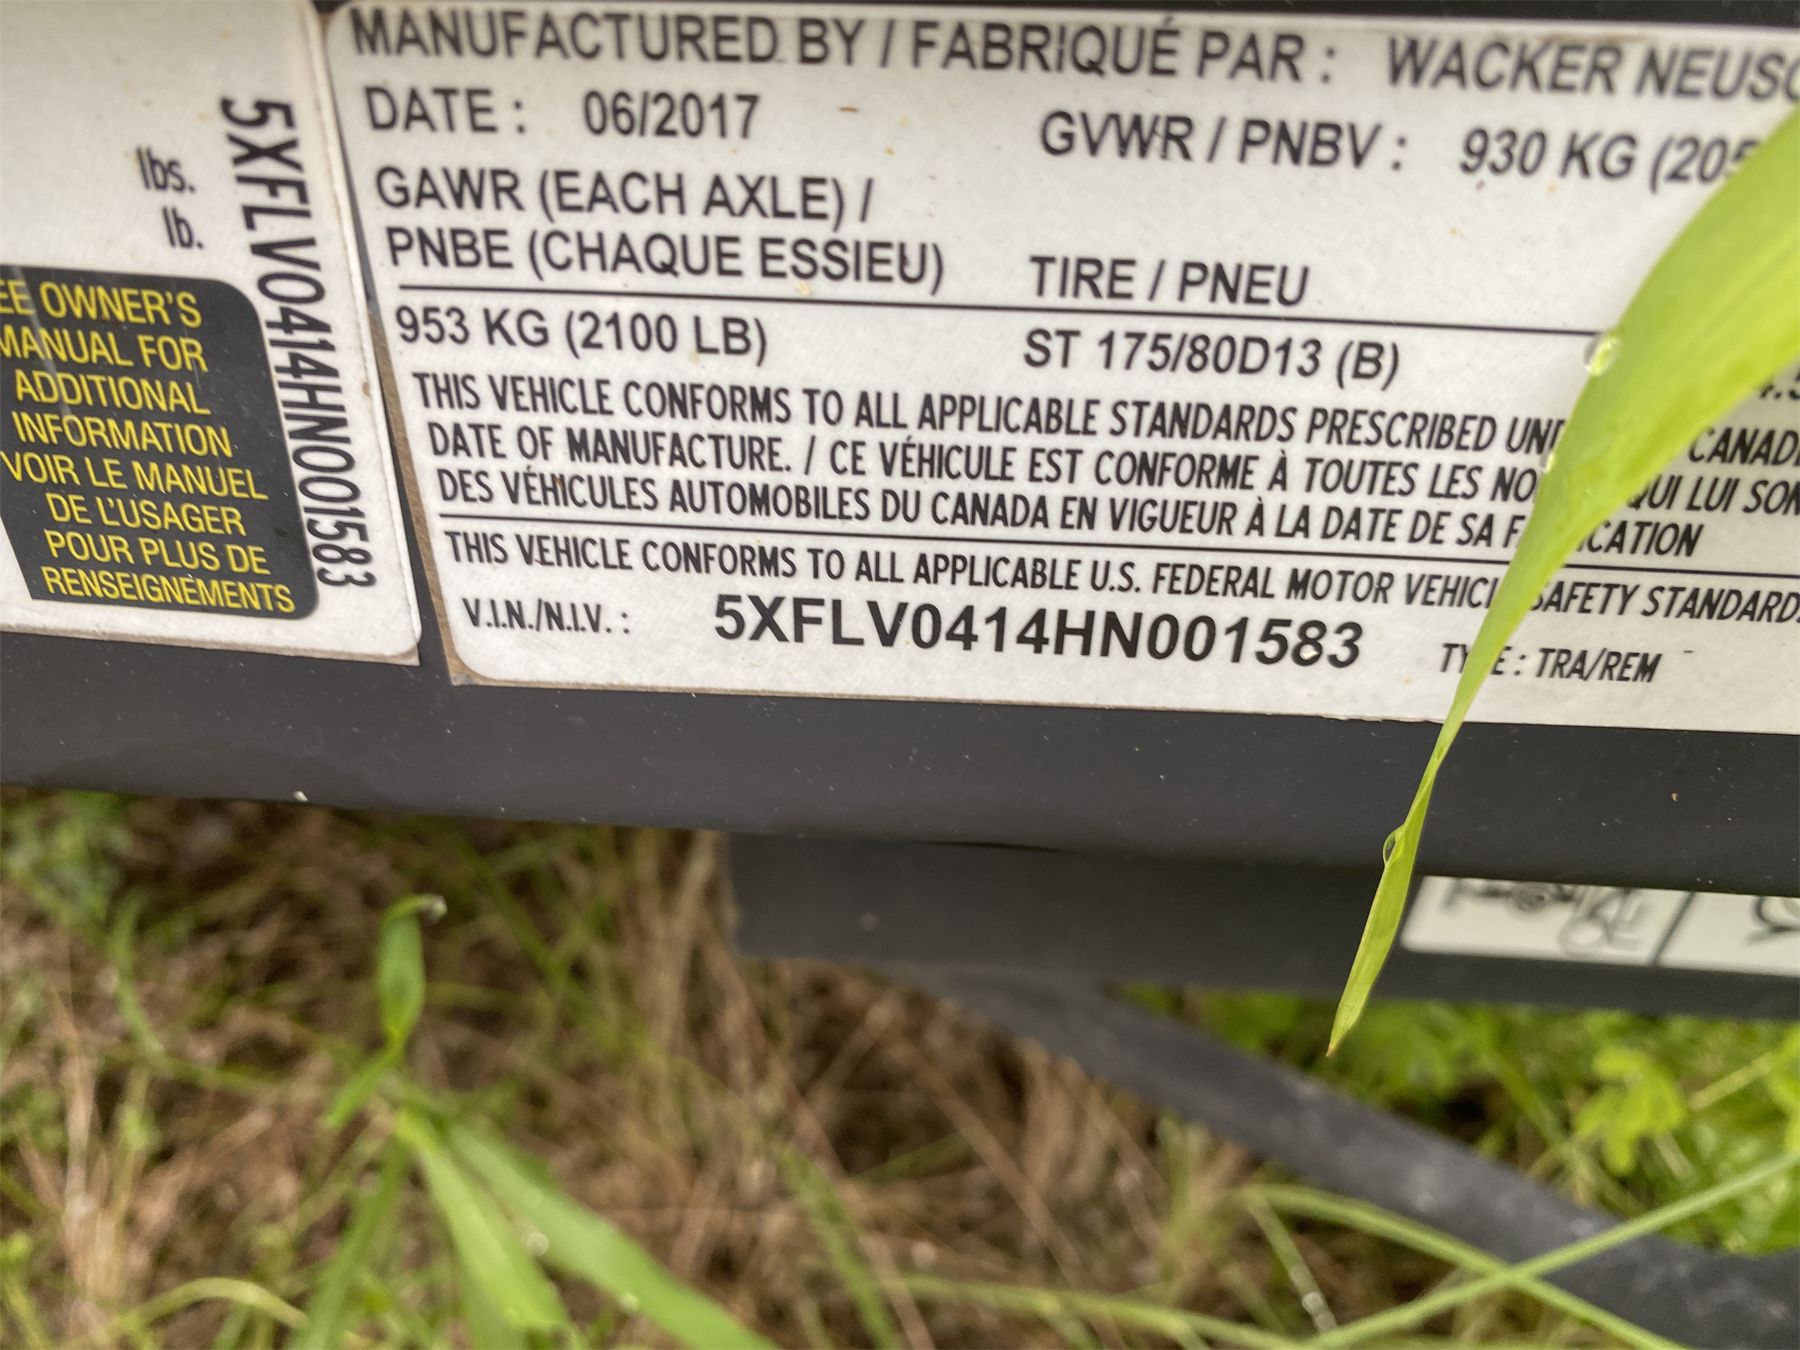 lbs.
lb.
5XFLV0414HN001583
OWNER'S
MANUAL FOR
ADDITIONAL
INFORMATION
VOIR LE MANUEL
DE L'USAGER
POUR PLUS DE
RENSEIGNEMENTS
MANUFACTURED BY / FABRIQUÉ PAR : WACKER
DATE : 06/2017
GVWR / PNBV : 930 KG
GAWR (EACH AXLE) /
PNBE (CHAQUE ESSIEU) TIRE / PNEU
953 KG (2100 LB) ST 175/80D13 (B)
THIS VEHICLE CONFORMS TO ALL APPLICABLE STANDARDS PRESCRIBED
DATE OF MANUFACTURE. / CE VÉHICULE EST CONFORME À TOUTES LES QUI LUI
DES VÉHICULES AUTOMOBILES DU CANADA EN VIGUEUR À LA DATE DE SA
THIS VEHICLE CONFORMS TO ALL APPLICABLE U.S. FEDERAL MOTOR SAFETY
V.I.N./N.I.V. : 5XFLV0414HN001583 TYPE : TRA/REM